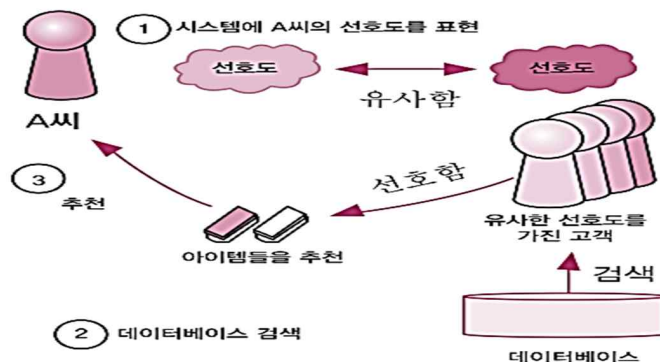 ① 시스템에 A씨의 선호도를 표현
선호도
선호도
유사함
A씨
③
추천
선호함
아이템들을 추천
유사한 선호도를
가진 고객
검색
② 데이터베이스 검색
데이터베이스